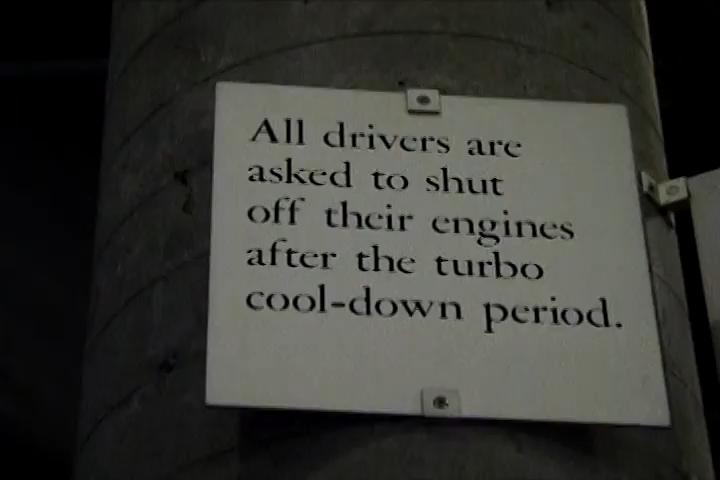 All drivers are
asked to shut
off their engines
after the turbo
cool-down period.